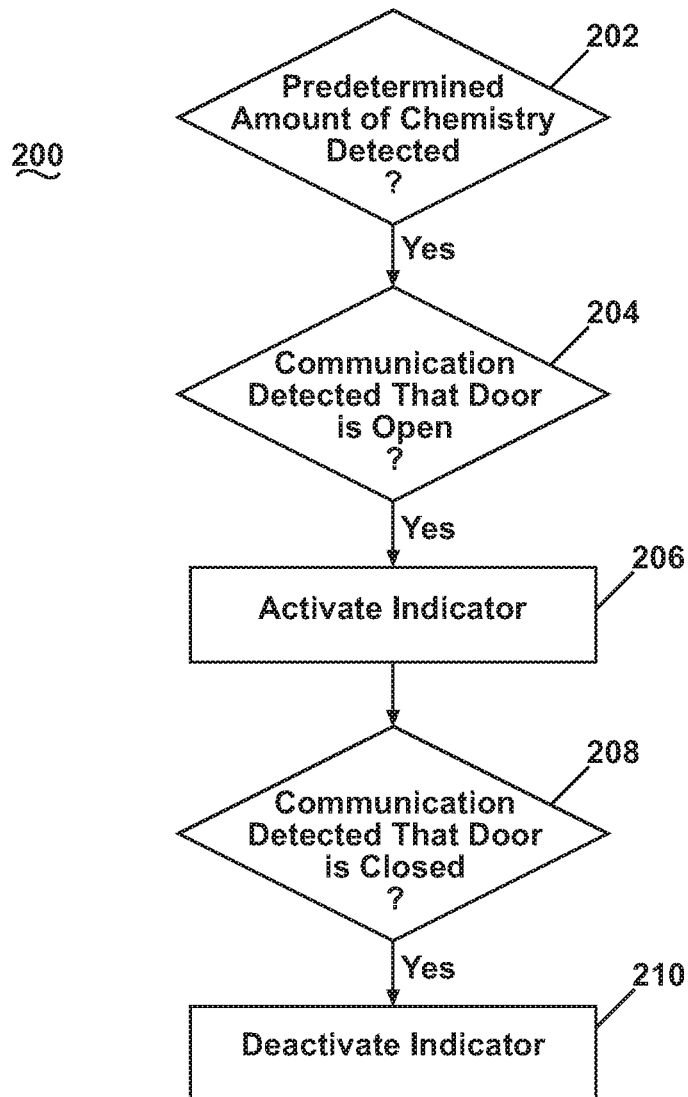 202
Predetermined
Amount of Chemistry
Detected
?
200
Yes
204
Communication
Detected That Door
is Open
?
Yes
206
Activate Indicator
208
Communication
Detected That Door
is Closed
?
Yes
210
Deactivate Indicator